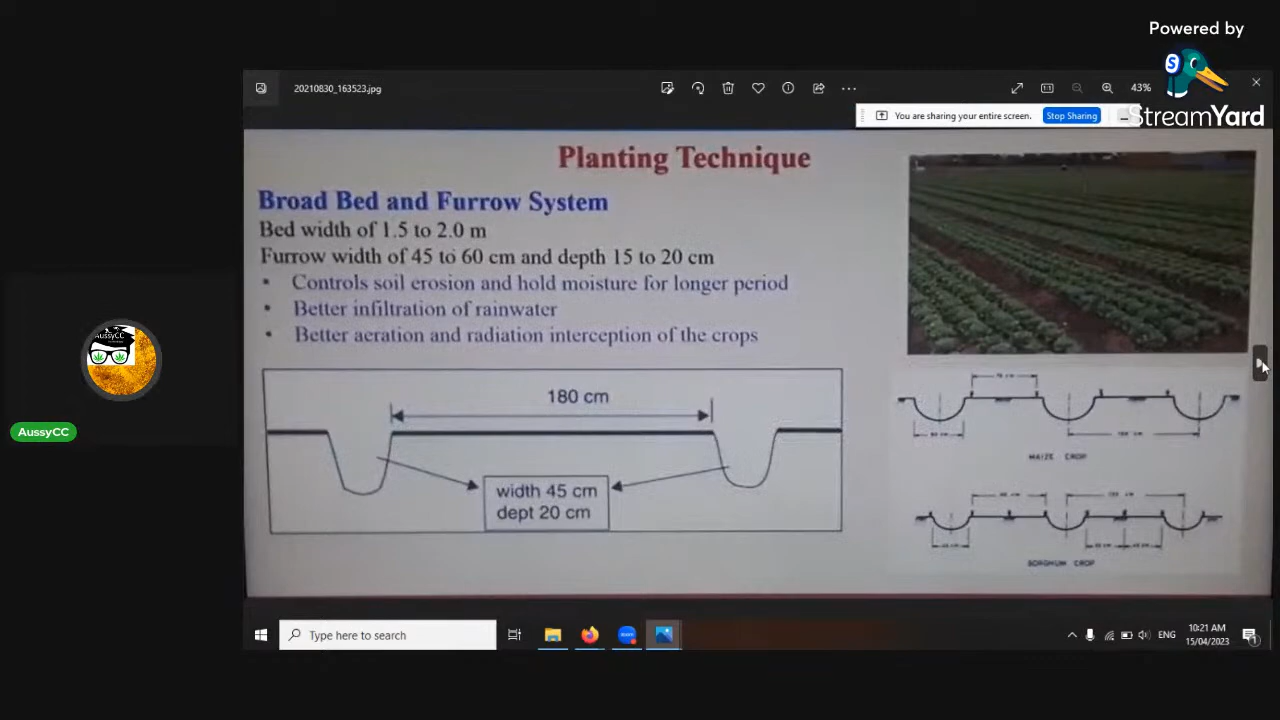 Powered by
StreamYard
20210830_163523.jpg
43%
You are sharing your entire screen.
Stop Sharing
Planting Technique
Broad Bed and Furrow System
Bed width of 1.5 to 2.0 m
Furrow width of 45 to 60 cm and depth 15 to 20 cm
• Controls soil erosion and hold moisture for longer period
• Better infiltration of rainwater
• Better aeration and radiation interception of the crops
180 cm
width 45 cm
dept 20 cm
MAIZE CROP
SORGHUM CROP
AussyCC
AussyCC
Type here to search
zoom
ENG
10:21 AM
15/04/2023
1